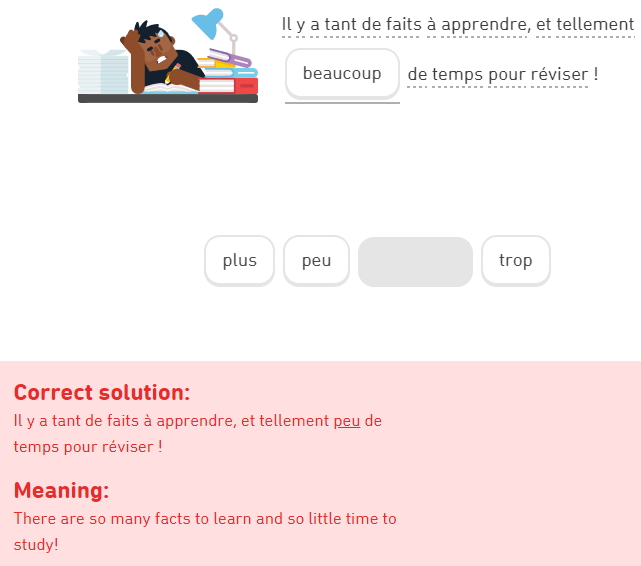 Il y a tant de faits à apprendre, et tellement
beaucoup de temps pour réviser !
plus peu trop
Correct solution:
Il y a tant de faits à apprendre, et tellement peu de
temps pour réviser !
Meaning:
There are so many facts to learn and so little time to
study!